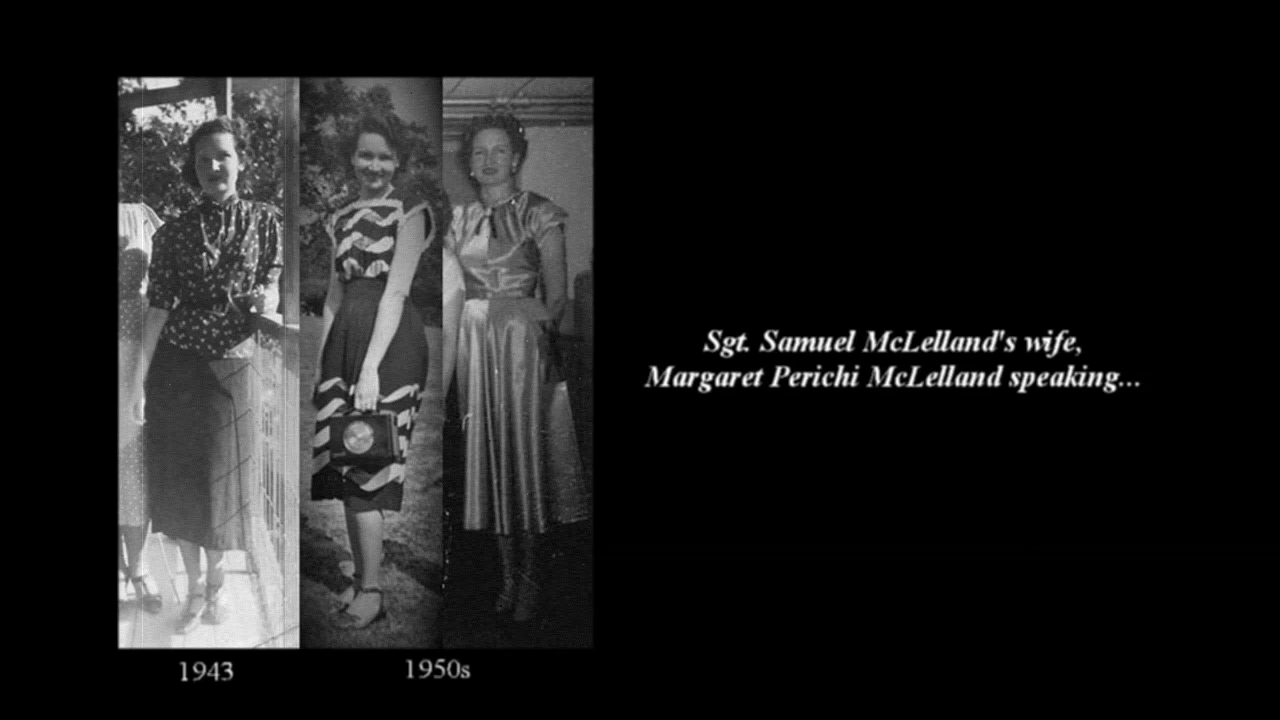 Sgt. Samuel McLelland's wife,
Margaret Perichi McLelland speaking...
1943
1950s